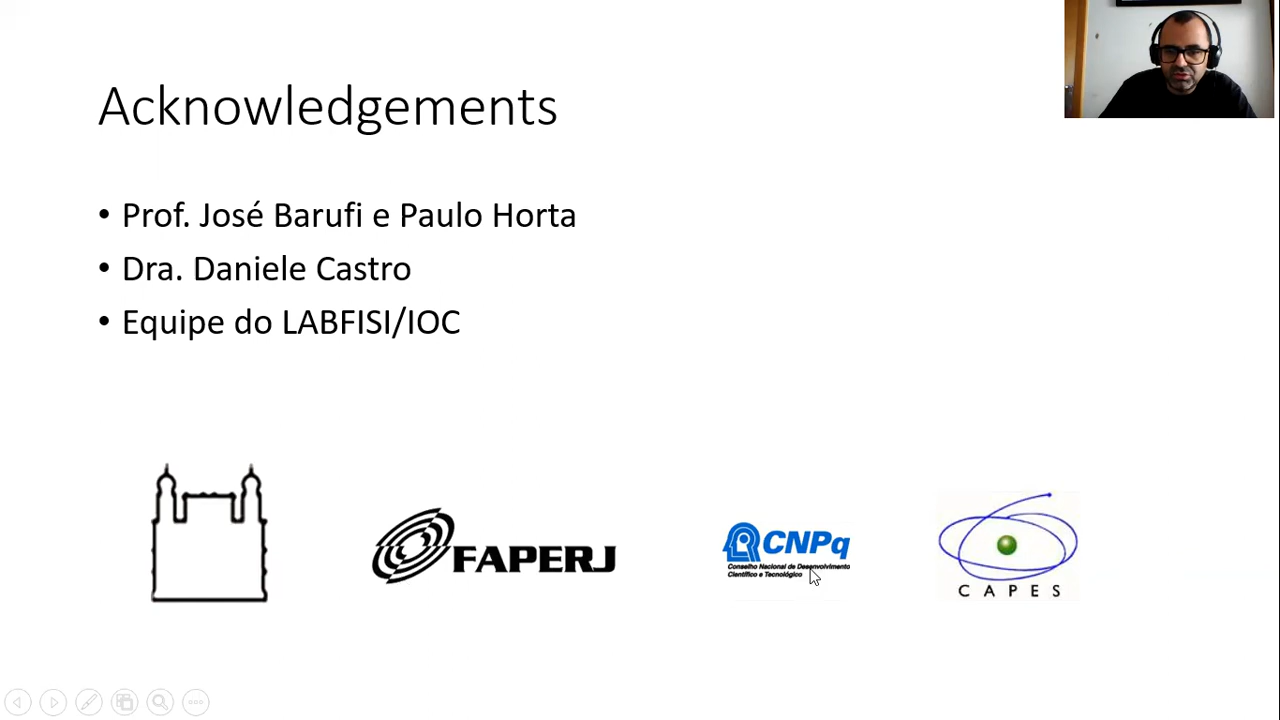 Acknowledgements
• Prof. José Barufi e Paulo Horta
• Dra. Daniele Castro
• Equipe do LABFISI/IOC
FAPERJ
CNPq
Conselho Nacional de Desenvolvimento
Científico e Tecnológico
CAPES